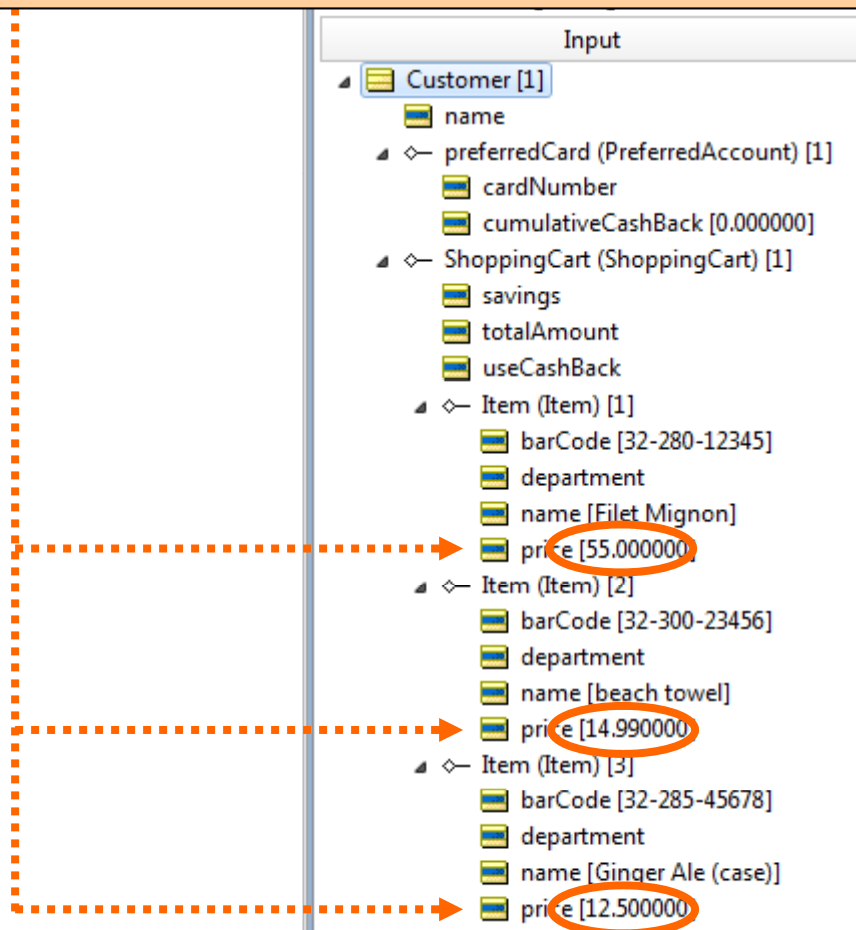 Input
Customer [1]
name
preferredCard (PreferredAccount) [1]
cardNumber
cumulativeCashBack [0.000000]
ShoppingCart (ShoppingCart) [1]
savings
totalAmount
useCashBack
Item (Item) [1]
barCode [32-280-12345]
department
name [Filet Mignon]
price [55.000000]
Item (Item) [2]
barCode [32-300-23456]
department
name [beach towel]
price [14.990000]
Item (Item) [3]
barCode [32-285-45678]
department
name [Ginger Ale (case)]
price [12.500000]